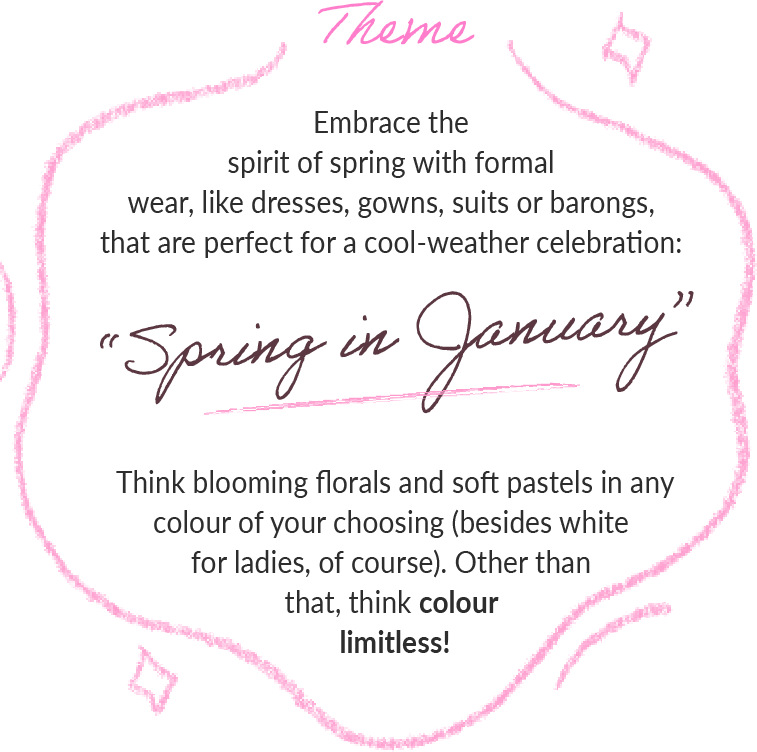 Theme
Embrace the
spirit of spring with formal
wear, like dresses, gowns, suits or barongs,
that are perfect for a cool-weather celebration:
“Spring in January”
Think blooming florals and soft pastels in any
colour of your choosing (besides white
for ladies, of course). Other than
that, think colour
limitless!